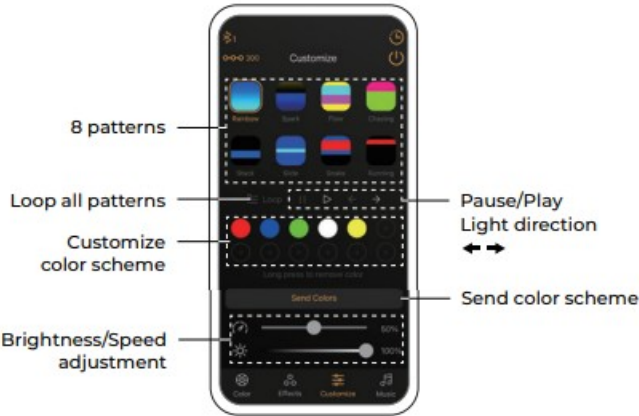 1
300
Customize
8 patterns
Rainbow Spark Flow Chasing
Stack Slide Snake Running
Loop all patterns
Loop
Pause/Play
Light direction
Customize
color scheme
Long press to remove color
Send Colors
Send color scheme
Brightness/Speed
adjustment
50%
100%
Color Effects Customize Music